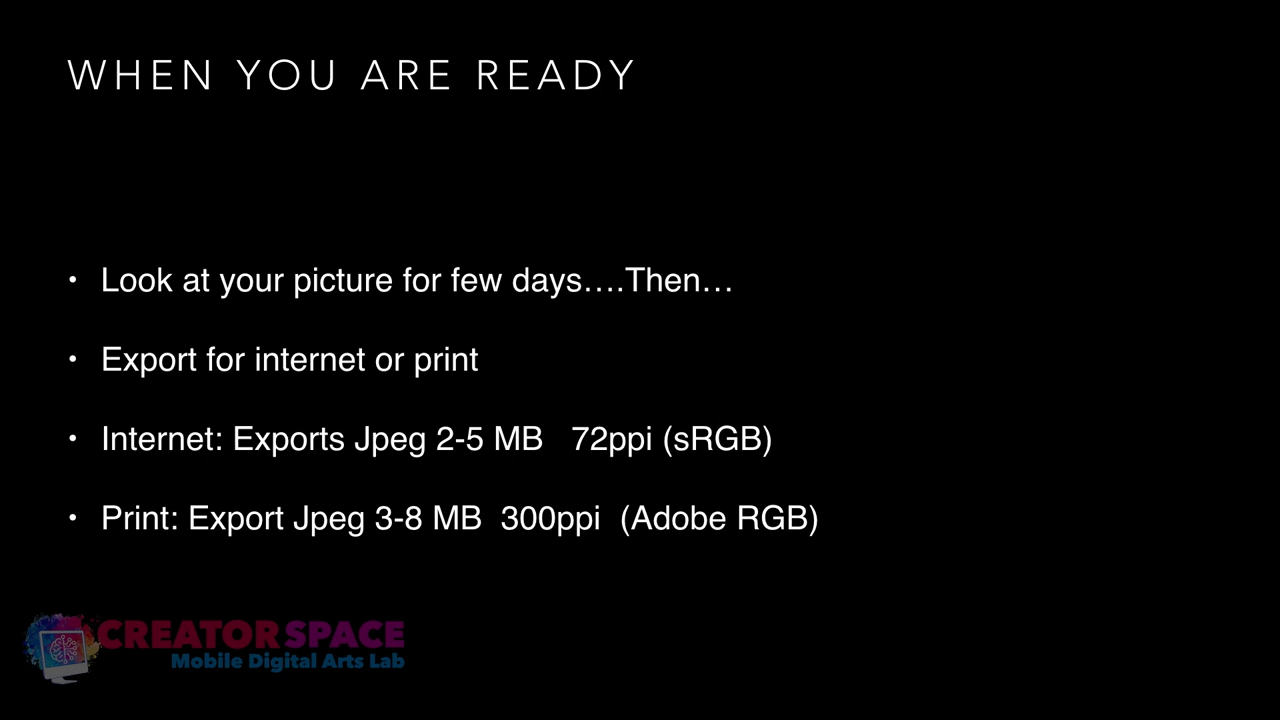 WHEN YOU ARE READY
• Look at your picture for few days….Then…
• Export for internet or print
• Internet: Exports Jpeg 2-5 MB   72ppi (sRGB)
• Print: Export Jpeg 3-8 MB  300ppi  (Adobe RGB)
CREATORSPACE
Mobile Digital Arts Lab